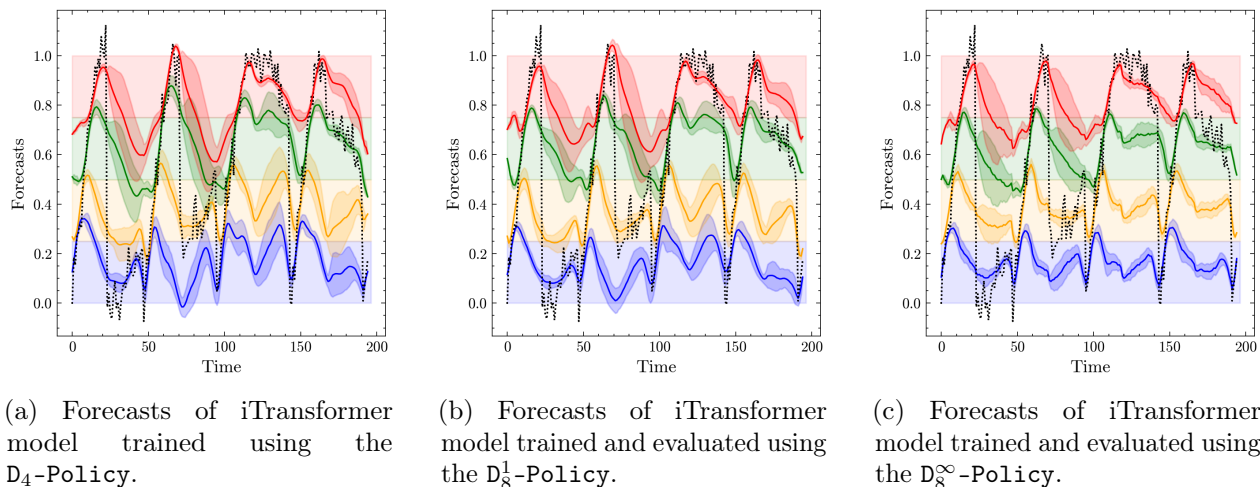 1.0
0.8
0.6
0.4
0.2
0.0
Forecasts
0
50
100
150
200
Time
1.0
0.8
0.6
0.4
0.2
0.0
Forecasts
0
50
100
150
200
Time
1.0
0.8
0.6
0.4
0.2
0.0
Forecasts
0
50
100
150
200
Time
(a) Forecasts of iTransformer
model trained using the
D₄-Policy.
(b) Forecasts of iTransformer
model trained and evaluated using
the D₈¹-Policy.
(c) Forecasts of iTransformer
model trained and evaluated using
the D₈^∞-Policy.